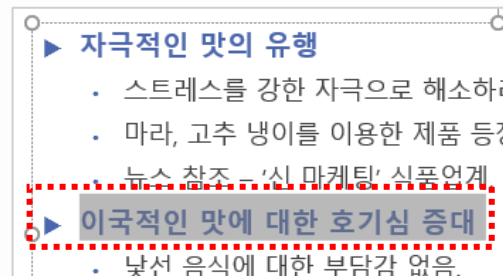 ▶ 자극적인 맛의 유행
· 스트레스를 강한 자극으로 해소하
· 마라, 고추 냉이를 이용한 제품 등
· 뉴스 참조 – ‘신 마케팅’ 식품업계
▶ 이국적인 맛에 대한 호기심 증대
· 낯선 음식에 대한 부담감 없음.